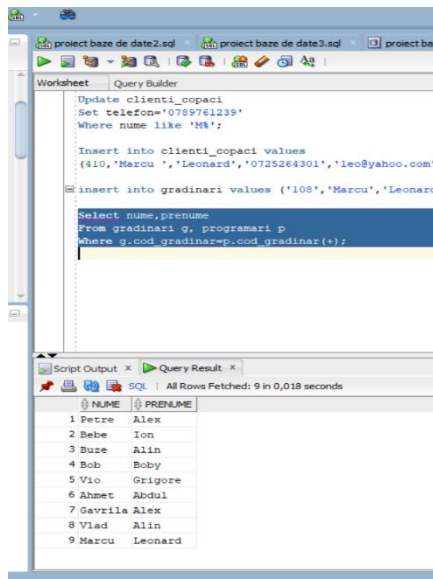 proiect baze de date2.sql
proiect baze de date3.sql
proiect ba
Worksheet Query Builder
Update clienti_copaci
Set telefon='0789761239'
Where nume like 'M%';
Insert into clienti_copaci values
(410,'Marcu ','Leonard','0725264301','leo@yahoo.com'
insert into gradinari values ('108','Marcu','Leonard
Select nume,prenume
From gradinari g, programari p
Where g.cod_gradinar=p.cod_gradinar(+);
Script Output Query Result
SQL All Rows Fetched: 9 in 0,018 seconds
NUME PRENUME
1 Petre Alex
2 Bebe Ion
3 Buze Alin
4 Bob Boby
5 Vio Grigore
6 Ahmet Abdul
7 Gavrila Alex
8 Vlad Alin
9 Marcu Leonard